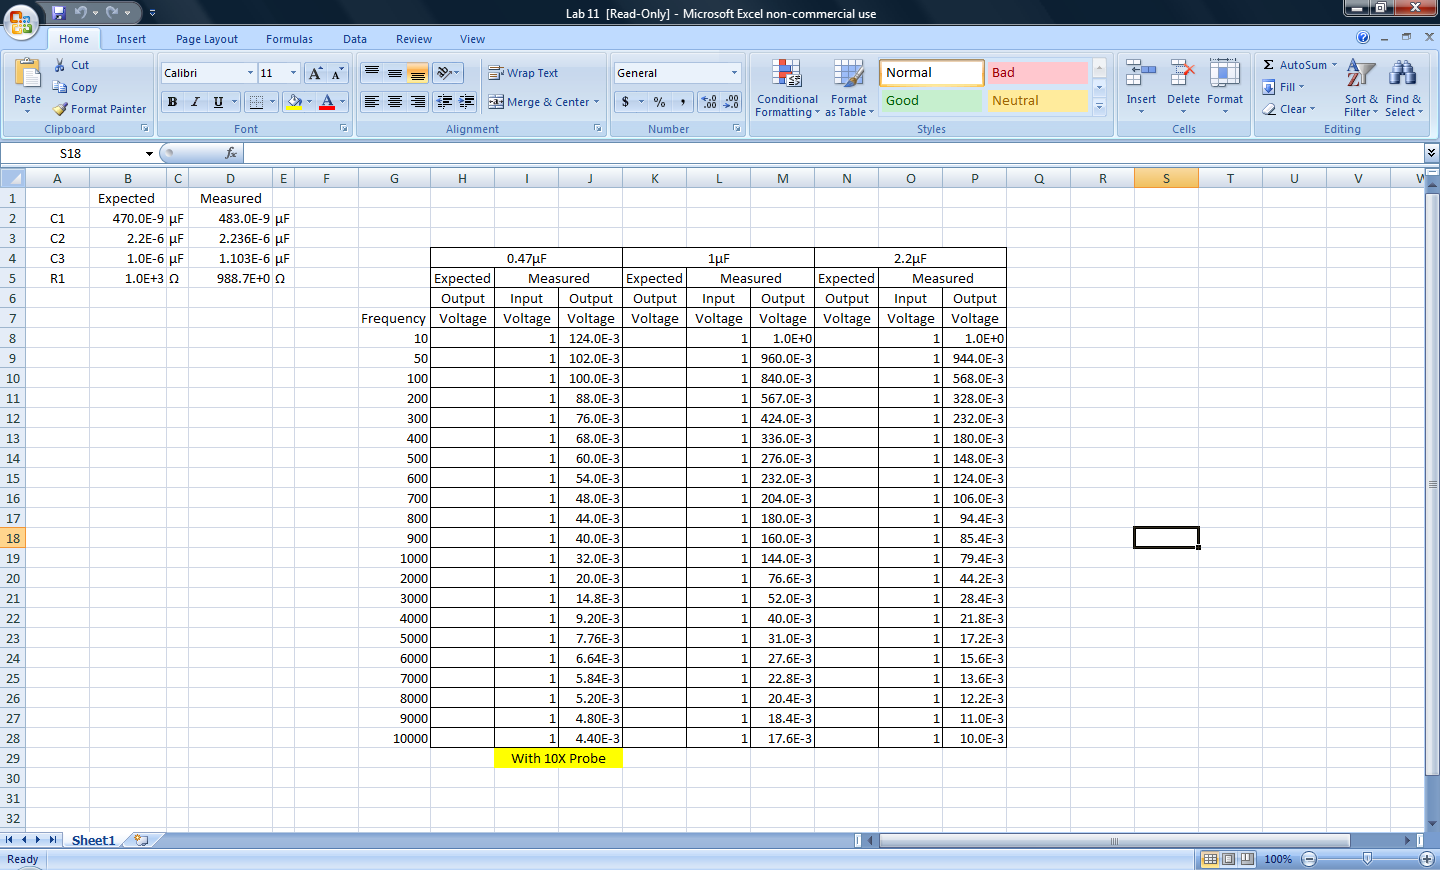 Lab 11 [Read-Only] - Microsoft Excel non-commercial use
Home Insert Page Layout Formulas Data Review View
Paste Cut Copy Format Painter
Calibri 11
B I U A A A
Wrap Text
Merge & Center
General
$ % , .00 .0
Conditional Formatting Format as Table
Normal Bad
Good Neutral
Insert Delete Format
Σ AutoSum Fill Clear
Sort & Filter Find & Select
Clipboard Font Alignment Number Styles Cells Editing
S18 fx
A B C D E F G H I J K L M N O P Q R S T U V W
1 Expected Measured
2 C1 470.0E-9 μF 483.0E-9 μF
3 C2 2.2E-6 μF 2.236E-6 μF
4 C3 1.0E-6 μF 1.103E-6 μF 0.47μF 1μF 2.2μF
5 R1 1.0E+3 Ω 988.7E+0 Ω Expected Measured Expected Measured Expected Measured
6 Output Input Output Output Input Output Output Input Output
7 Frequency Voltage Voltage Voltage Voltage Voltage Voltage Voltage Voltage Voltage
8 10 1 124.0E-3 1 1.0E+0 1 1.0E+0
9 50 1 102.0E-3 1 960.0E-3 1 944.0E-3
10 100 1 100.0E-3 1 840.0E-3 1 568.0E-3
11 200 1 88.0E-3 1 567.0E-3 1 328.0E-3
12 300 1 76.0E-3 1 424.0E-3 1 232.0E-3
13 400 1 68.0E-3 1 336.0E-3 1 180.0E-3
14 500 1 60.0E-3 1 276.0E-3 1 148.0E-3
15 600 1 54.0E-3 1 232.0E-3 1 124.0E-3
16 700 1 48.0E-3 1 204.0E-3 1 106.0E-3
17 800 1 44.0E-3 1 180.0E-3 1 94.4E-3
18 900 1 40.0E-3 1 160.0E-3 1 85.4E-3
19 1000 1 32.0E-3 1 144.0E-3 1 79.4E-3
20 2000 1 20.0E-3 1 76.6E-3 1 44.2E-3
21 3000 1 14.8E-3 1 52.0E-3 1 28.4E-3
22 4000 1 9.20E-3 1 40.0E-3 1 21.8E-3
23 5000 1 7.76E-3 1 31.0E-3 1 17.2E-3
24 6000 1 6.64E-3 1 27.6E-3 1 15.6E-3
25 7000 1 5.84E-3 1 22.8E-3 1 13.6E-3
26 8000 1 5.20E-3 1 20.4E-3 1 12.2E-3
27 9000 1 4.80E-3 1 18.4E-3 1 11.0E-3
28 10000 1 4.40E-3 1 17.6E-3 1 10.0E-3
29 With 10X Probe
30
31
32
Sheet1
Ready 100%